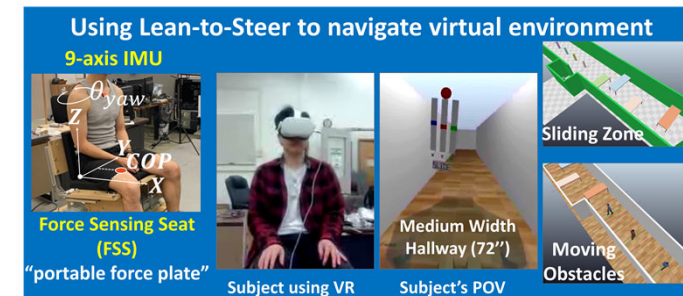 Using Lean-to-Steer to navigate virtual environment
9-axis IMU
θyaw
Z
Y
COP
X
Force Sensing Seat
(FSS)
“portable force plate”
Subject using VR
Medium Width
Hallway (72’’)
Subject’s POV
Sliding Zone
Moving
Obstacles